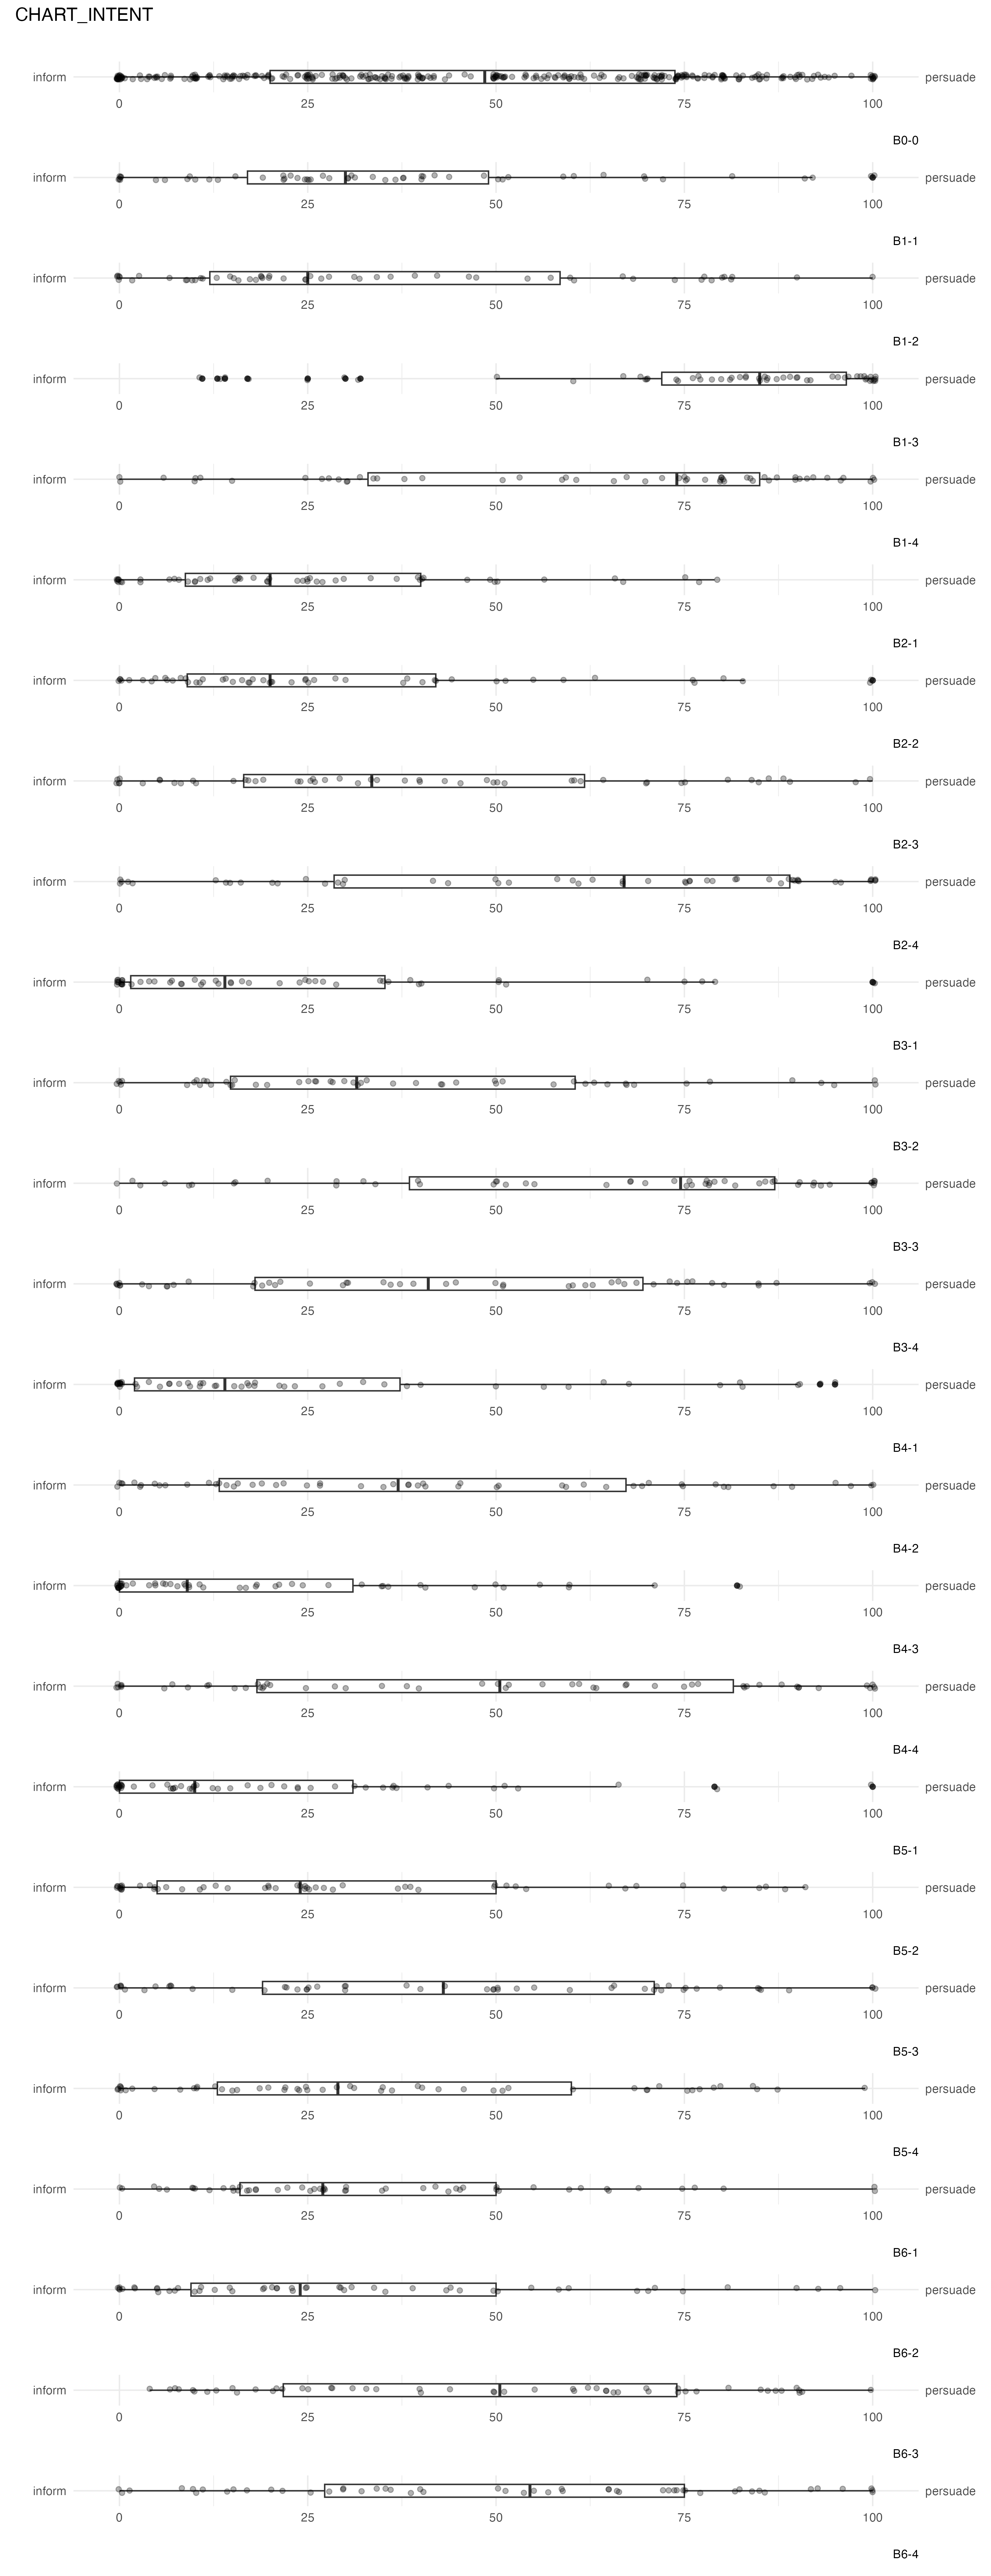 CHART_INTENT
inform persuade
0 25 50 75 100
B0-0
inform persuade
0 25 50 75 100
B1-1
inform persuade
0 25 50 75 100
B1-2
inform persuade
0 25 50 75 100
B1-3
inform persuade
0 25 50 75 100
B1-4
inform persuade
0 25 50 75 100
B2-1
inform persuade
0 25 50 75 100
B2-2
inform persuade
0 25 50 75 100
B2-3
inform persuade
0 25 50 75 100
B2-4
inform persuade
0 25 50 75 100
B3-1
inform persuade
0 25 50 75 100
B3-2
inform persuade
0 25 50 75 100
B3-3
inform persuade
0 25 50 75 100
B3-4
inform persuade
0 25 50 75 100
B4-1
inform persuade
0 25 50 75 100
B4-2
inform persuade
0 25 50 75 100
B4-3
inform persuade
0 25 50 75 100
B4-4
inform persuade
0 25 50 75 100
B5-1
inform persuade
0 25 50 75 100
B5-2
inform persuade
0 25 50 75 100
B5-3
inform persuade
0 25 50 75 100
B5-4
inform persuade
0 25 50 75 100
B6-1
inform persuade
0 25 50 75 100
B6-2
inform persuade
0 25 50 75 100
B6-3
inform persuade
0 25 50 75 100
B6-4